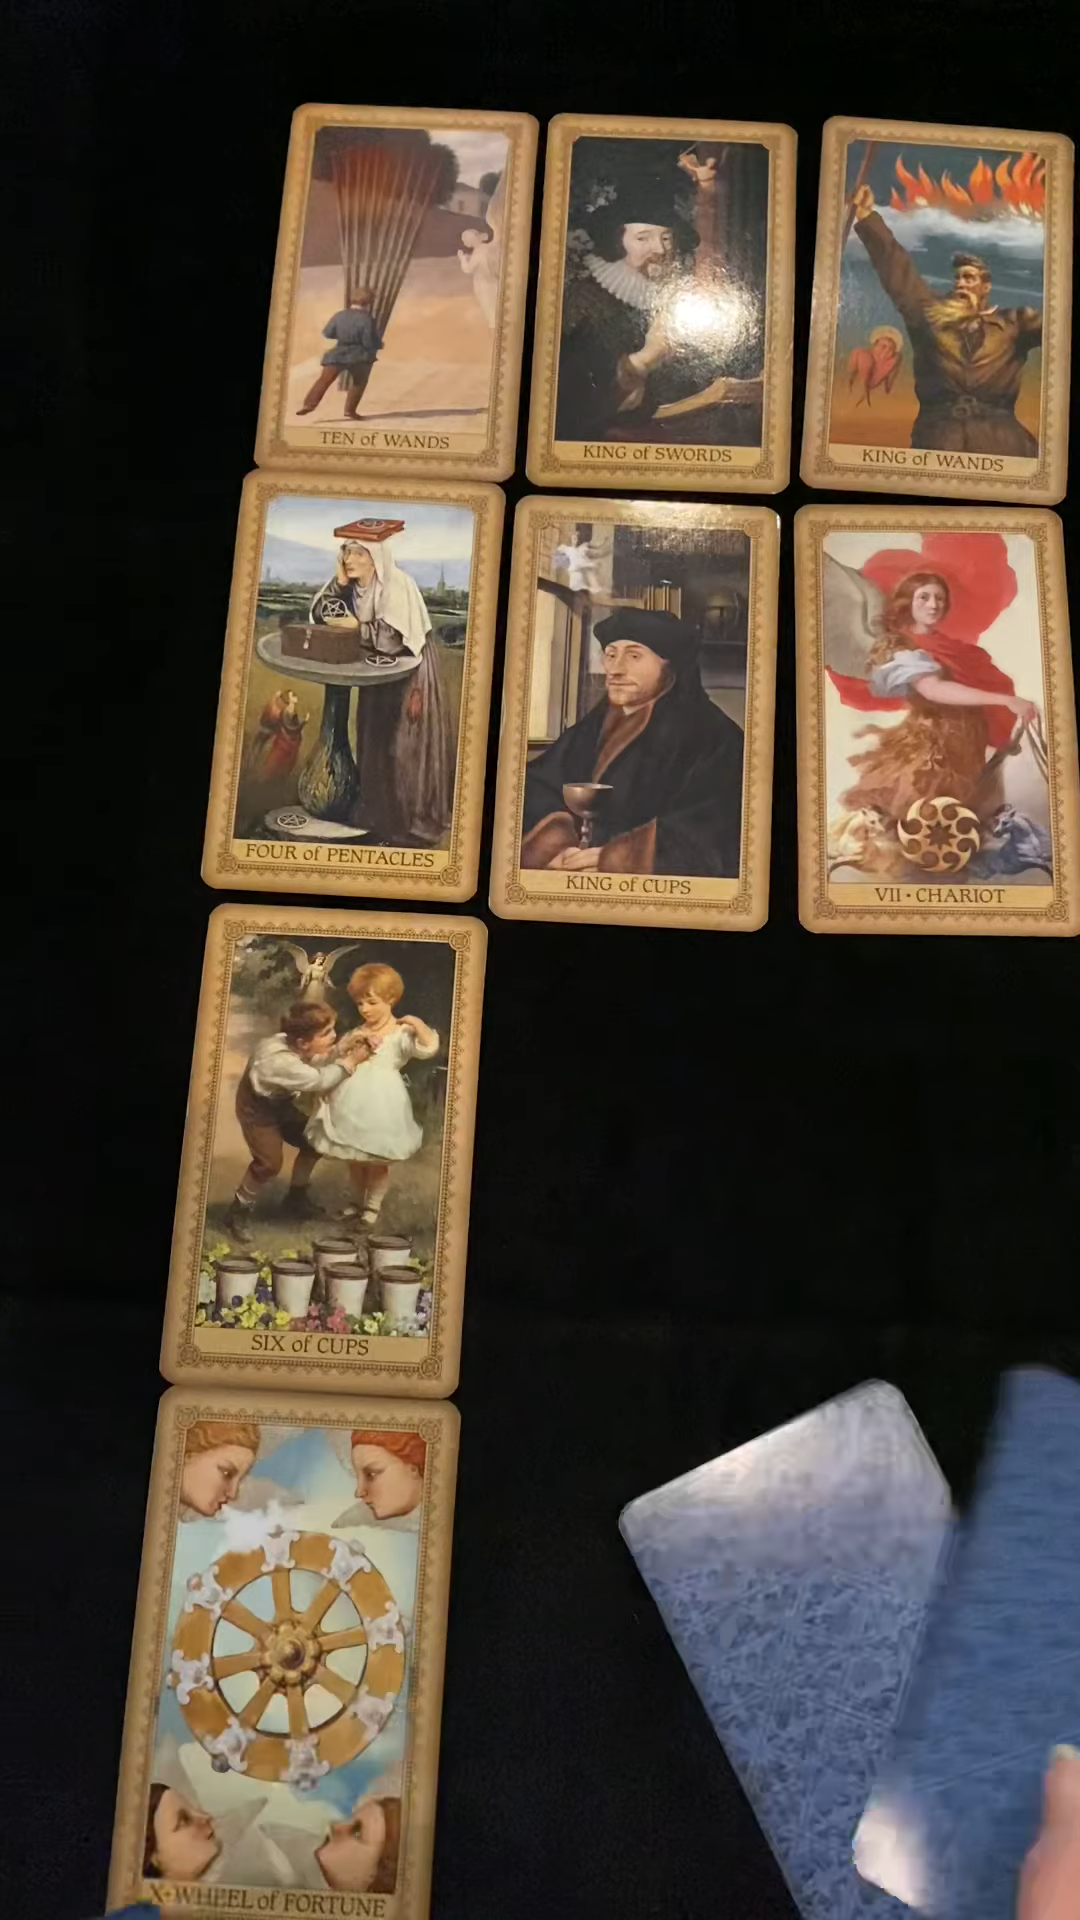 TEN of WANDS
KING of SWORDS
KING of WANDS
FOUR of PENTACLES
KING of CUPS
VII • CHARIOT
SIX of CUPS
X • WHEEL of FORTUNE